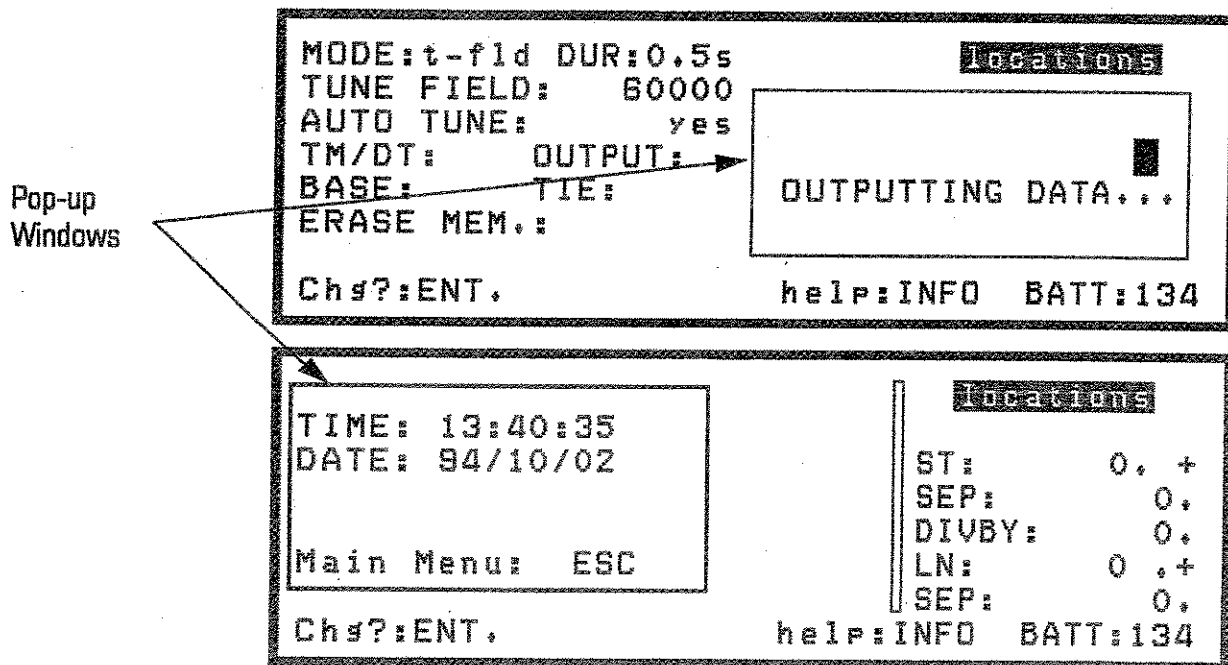 Pop-up
Windows
MODE:t-fld DUR:0.5s
TUNE FIELD: 60000
AUTO TUNE: yes
TM/DT: OUTPUT:
BASE: TIE:
ERASE MEM.:
locations
OUTPUTTING DATA...
Chg?:ENT. help:INFO BATT:134
TIME: 13:40:35
DATE: 94/10/02
Main Menu: ESC
locations
ST: 0. +
SEP: 0.
DIVBY: 0.
LN: 0 .+
SEP: 0.
Chg?:ENT. help:INFO BATT:134